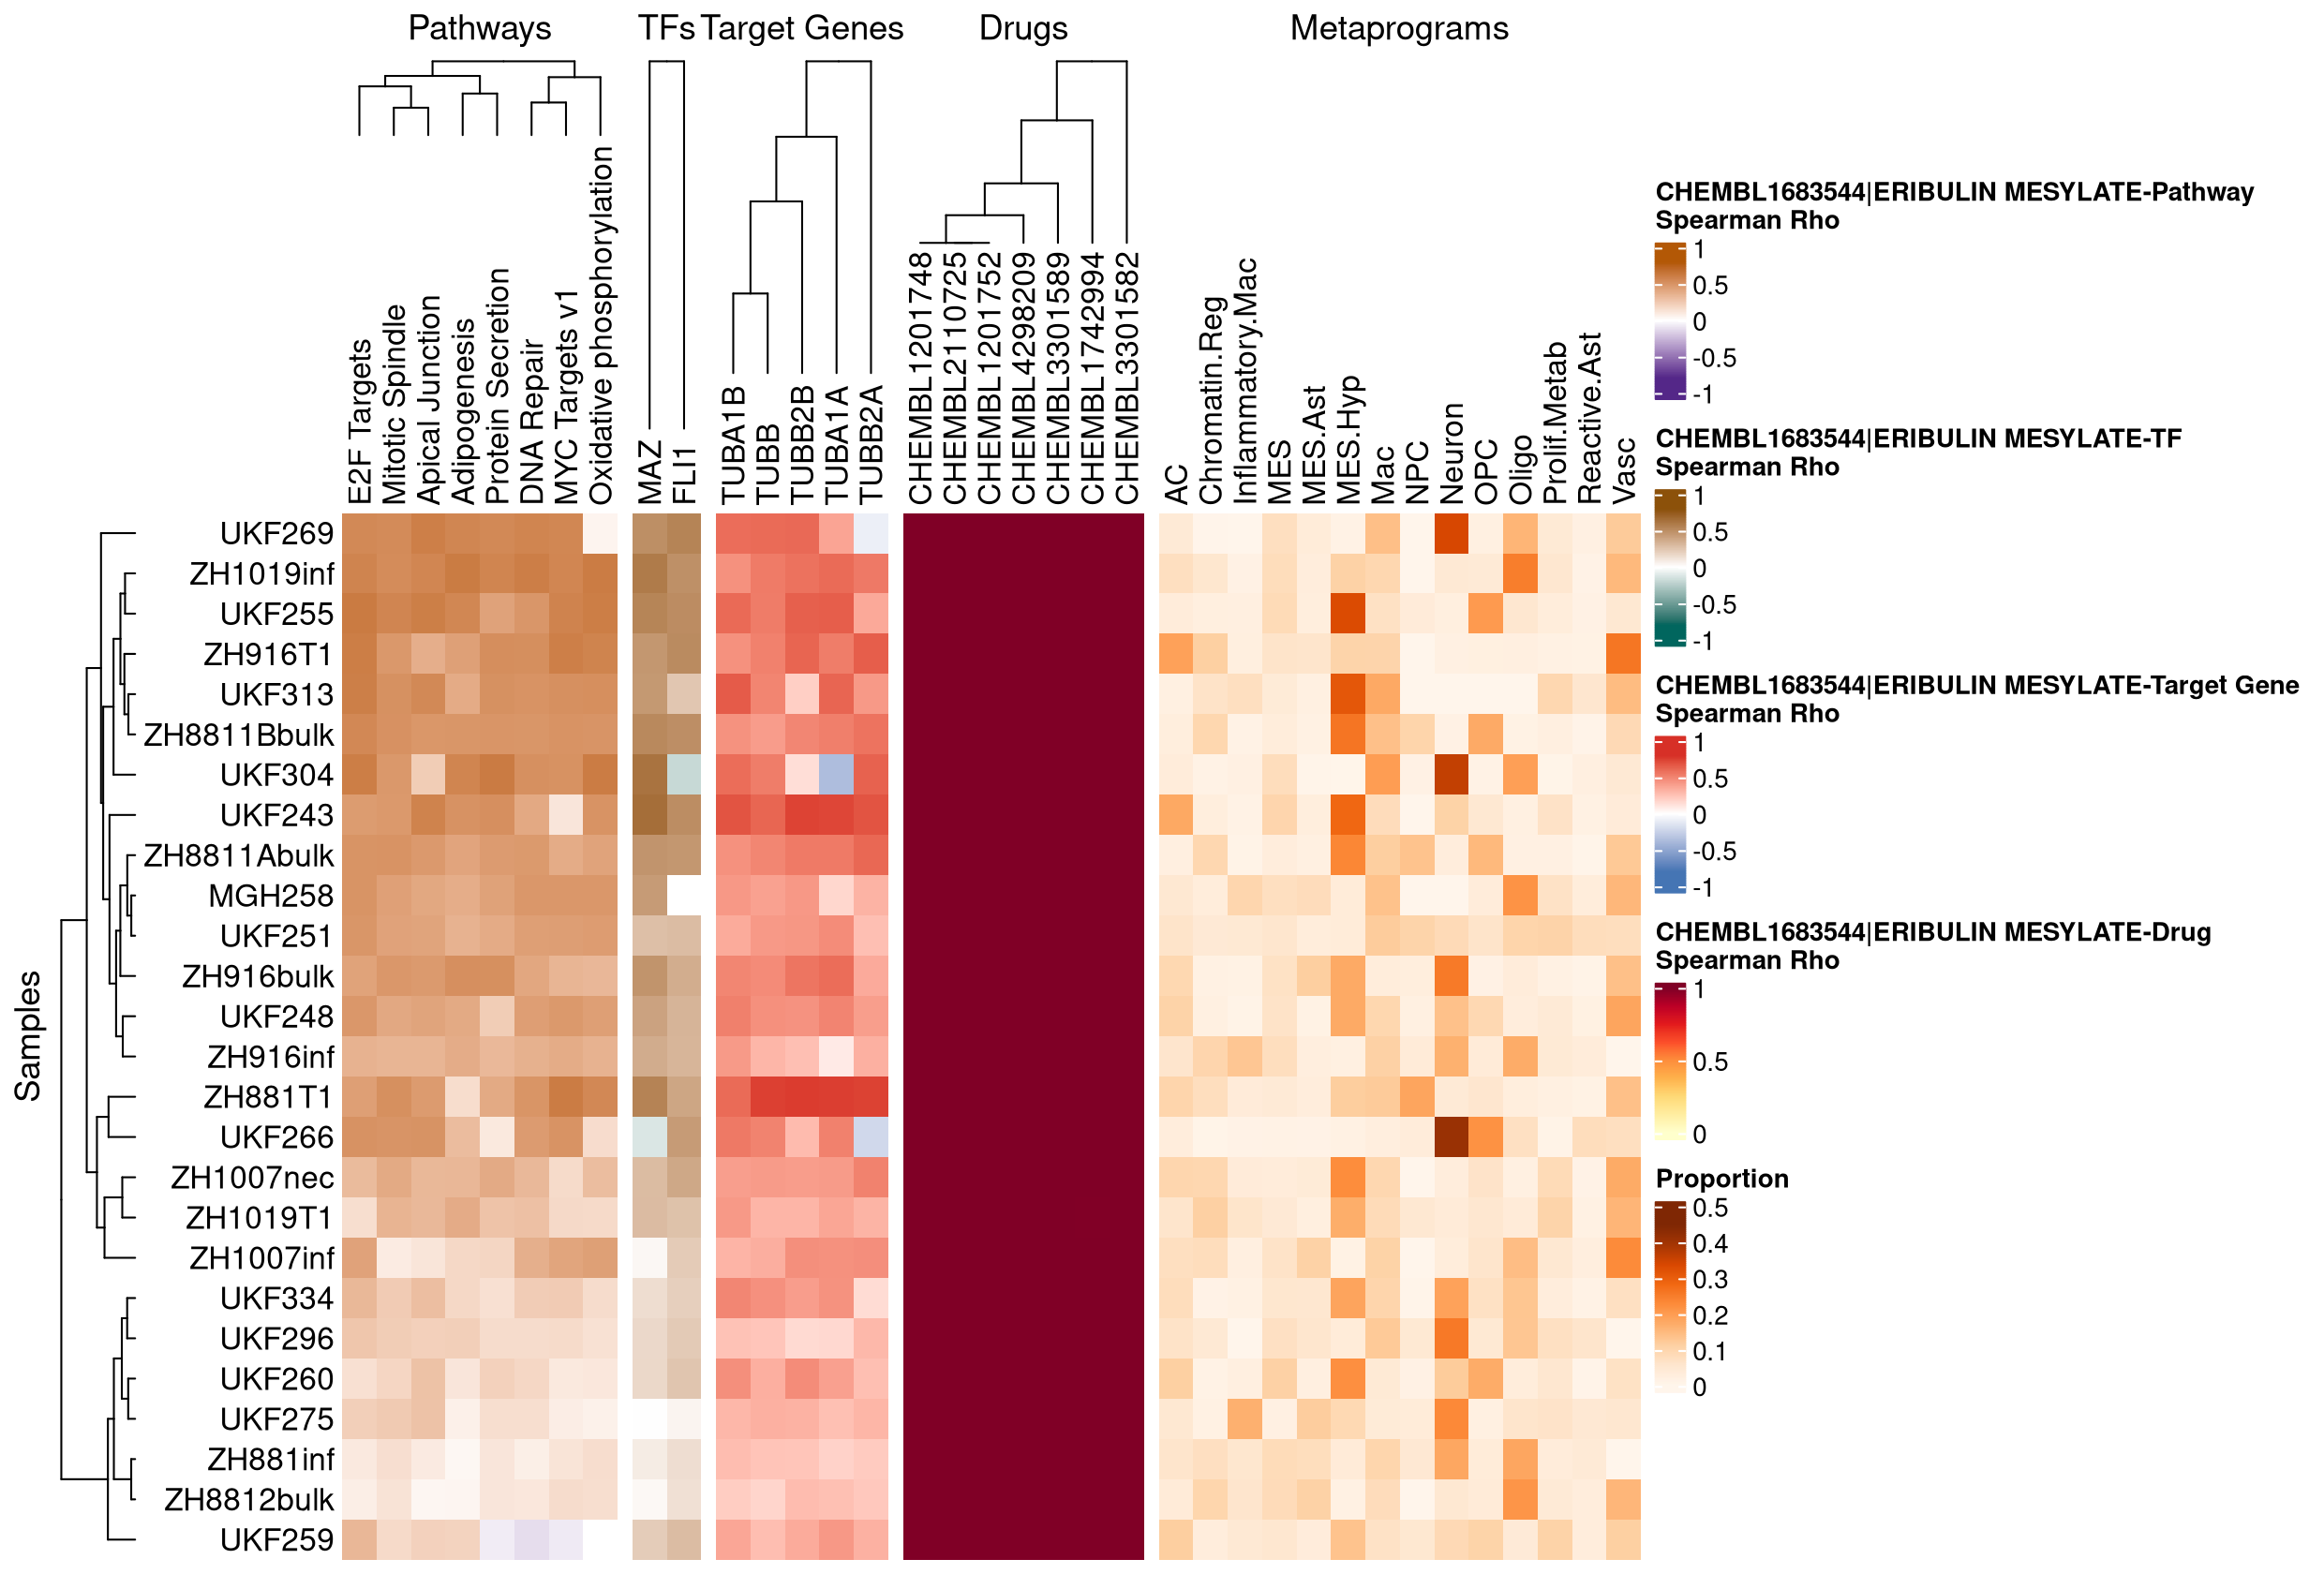 Pathways
TFs
Target Genes
Drugs
Metaprograms
E2F Targets
Mitotic Spindle
Apical Junction
Adipogenesis
Protein Secretion
DNA Repair
MYC Targets v1
Oxidative phosphorylation
MAZ
FLI1
TUBA1B
TUBB
TUBB2B
TUBA1A
TUBB2A
CHEMBL1201748
CHEMBL2110725
CHEMBL1201752
CHEMBL4298209
CHEMBL3301589
CHEMBL1742994
CHEMBL3301582
AC
Chromatin.Reg
Inflammatory.Mac
MES
MES.Ast
MES.Hyp
Mac
NPC
Neuron
OPC
Oligo
Prolif.Metab
Reactive.Ast
Vasc
Samples
UKF269
ZH1019inf
UKF255
ZH916T1
UKF313
ZH8811Bbulk
UKF304
UKF243
ZH8811Abulk
MGH258
UKF251
ZH916bulk
UKF248
ZH916inf
ZH881T1
UKF266
ZH1007nec
ZH1019T1
ZH1007inf
UKF334
UKF296
UKF260
UKF275
ZH881inf
ZH8812bulk
UKF259
CHEMBL1683544|ERIBULIN MESYLATE-Pathway
Spearman Rho
1
0.5
0
-0.5
-1
CHEMBL1683544|ERIBULIN MESYLATE-TF
Spearman Rho
1
0.5
0
-0.5
-1
CHEMBL1683544|ERIBULIN MESYLATE-Target Gene
Spearman Rho
1
0.5
0
-0.5
-1
CHEMBL1683544|ERIBULIN MESYLATE-Drug
Spearman Rho
1
0.5
0
Proportion
0.5
0.4
0.3
0.2
0.1
0